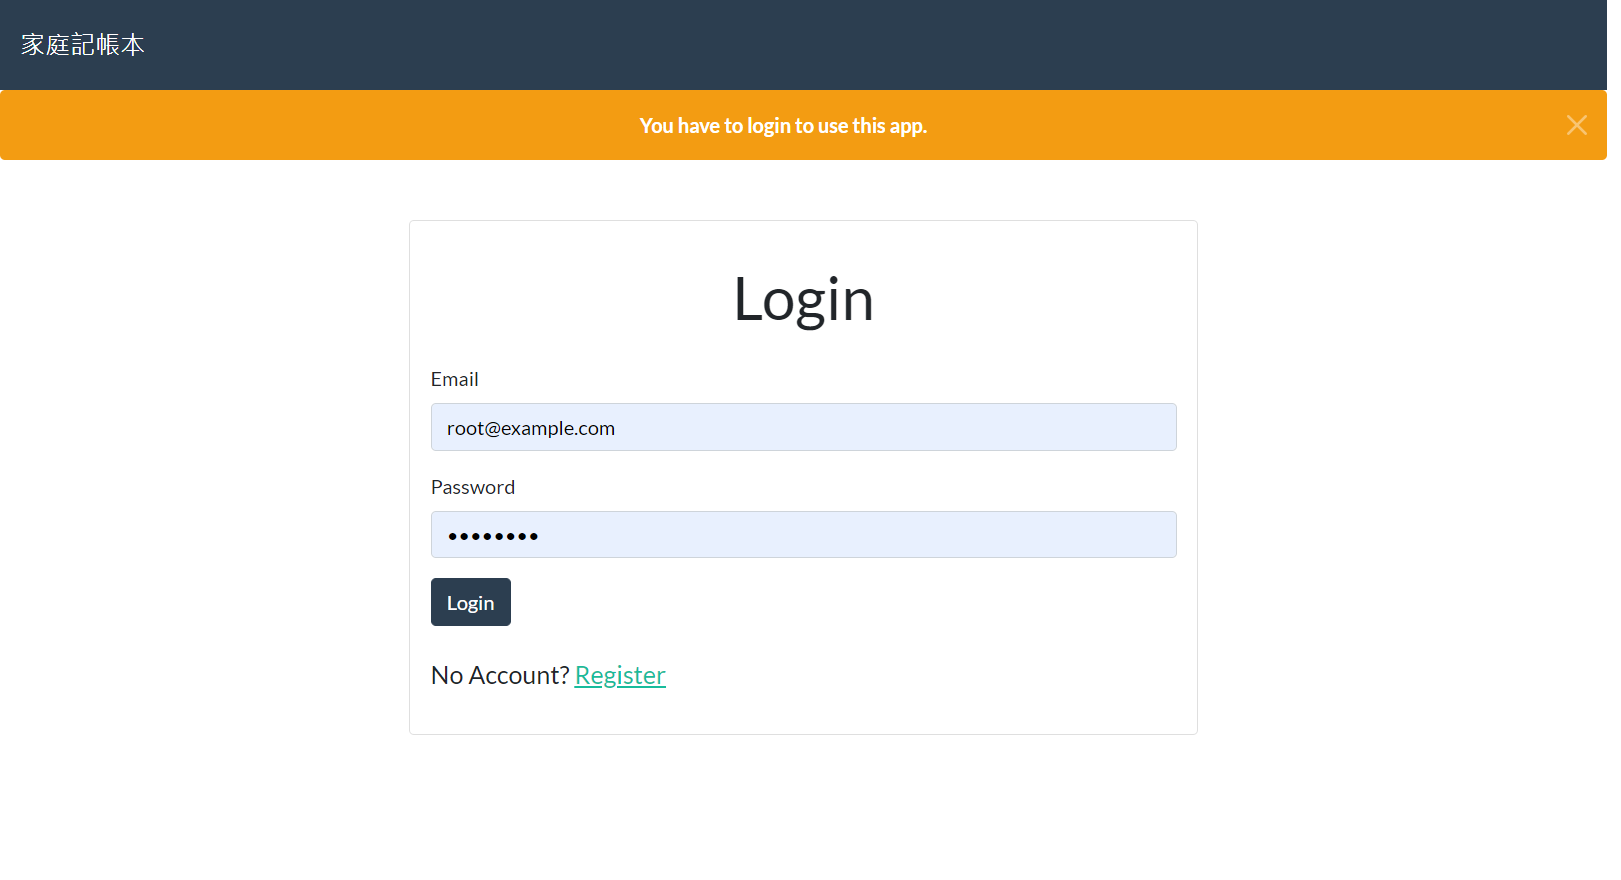 家庭記帳本
You have to login to use this app.
Login
Email
root@example.com
Password
••••••••
Login
No Account? Register